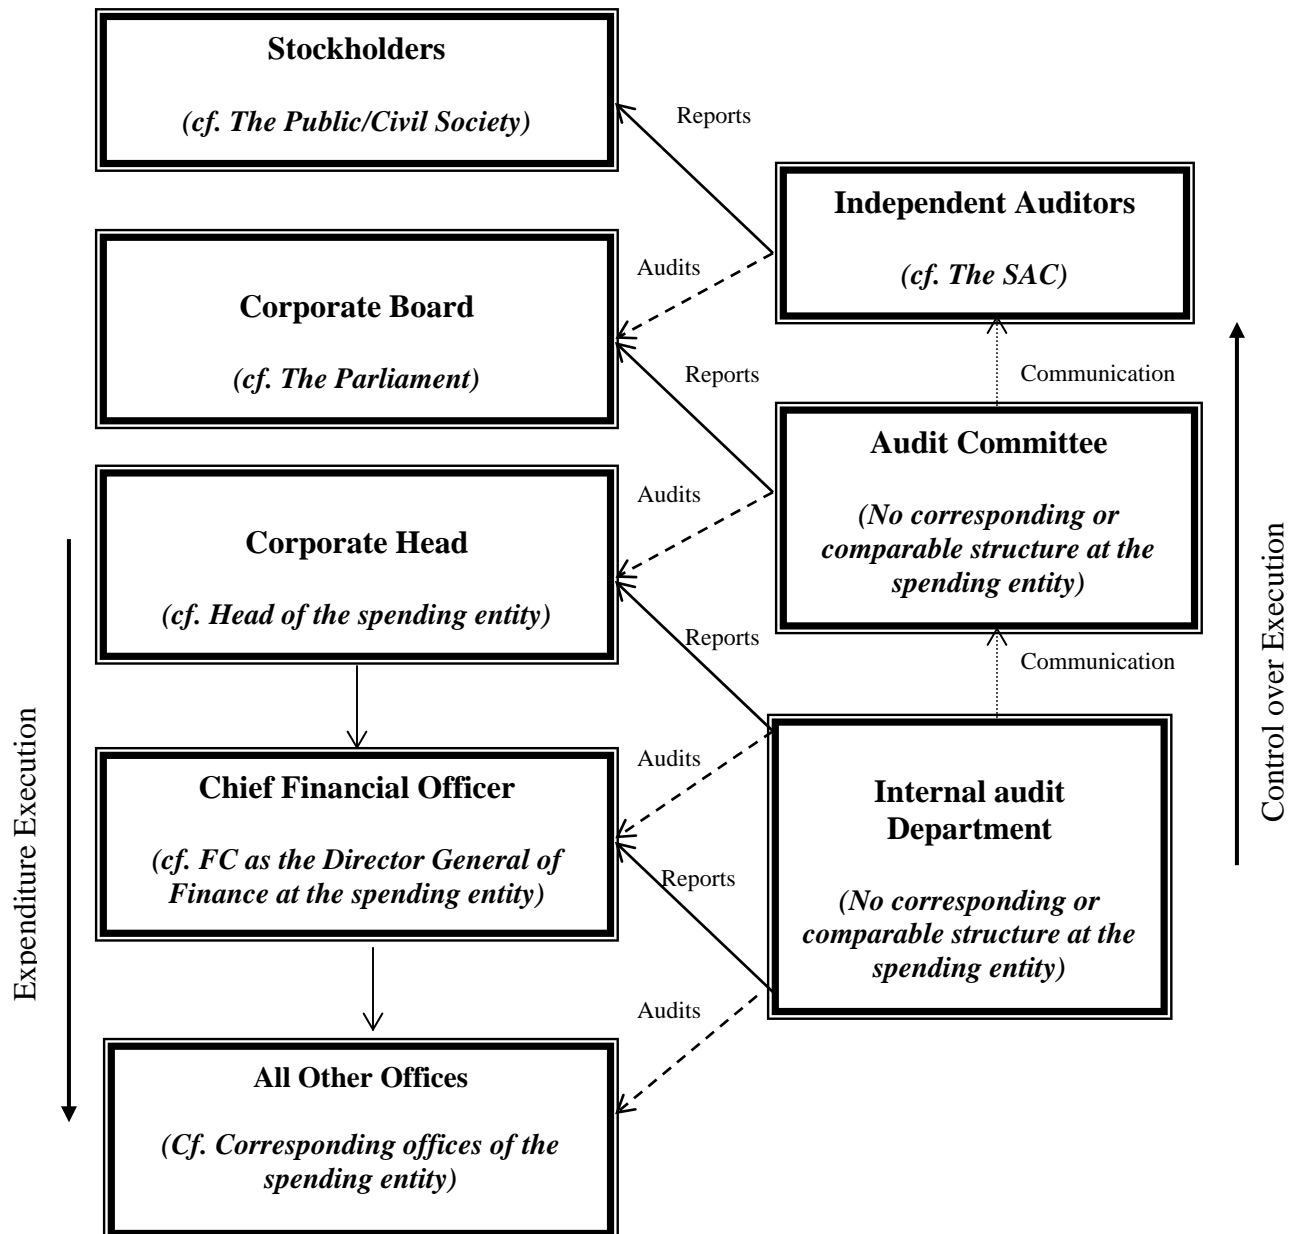 Stockholders
(cf. The Public/Civil Society)
Reports
Independent Auditors
(cf. The SAC)
Audits
Corporate Board
(cf. The Parliament)
Reports
Communication
Audit Committee
(No corresponding or
comparable structure at the
spending entity)
Audits
Corporate Head
(cf. Head of the spending entity)
Reports
Communication
Expenditure Execution
Control over Execution
Audits
Chief Financial Officer
(cf. FC as the Director General of
Finance at the spending entity)
Internal audit
Department
(No corresponding or
comparable structure at the
spending entity)
Reports
Audits
All Other Offices
(Cf. Corresponding offices of the
spending entity)